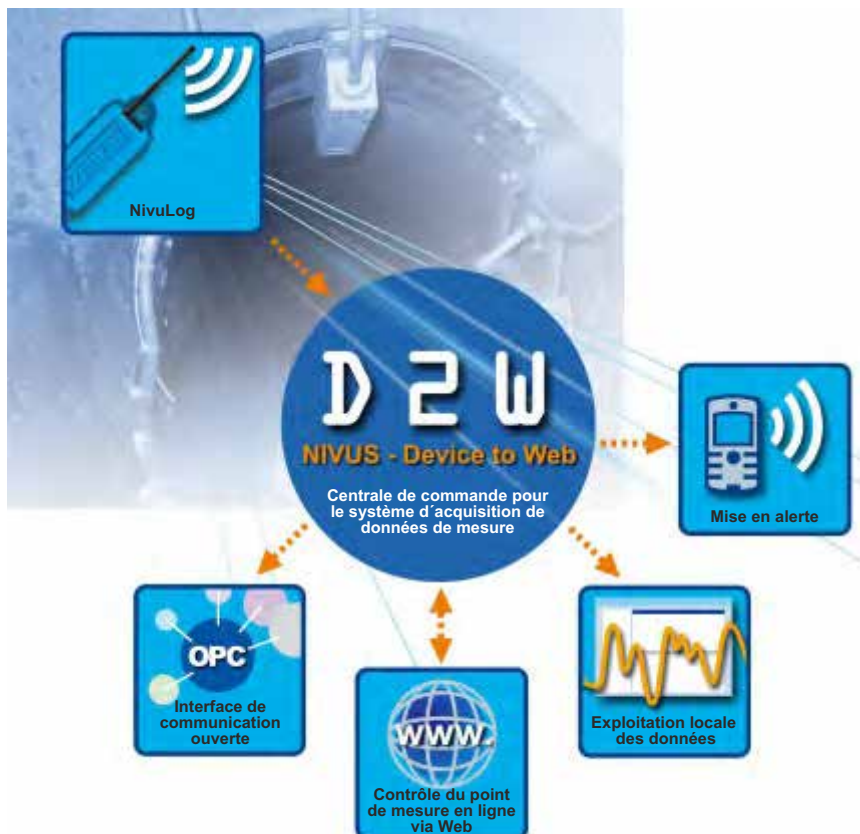 NivuLog
D2W
NIVUS - Device to Web
Centrale de commande pour
le système d´acquisition de
données de mesure
Mise en alerte
OPC
Interface de
communication
ouverte
www.
Contrôle du point
de mesure en ligne
via Web
Exploitation locale
des données